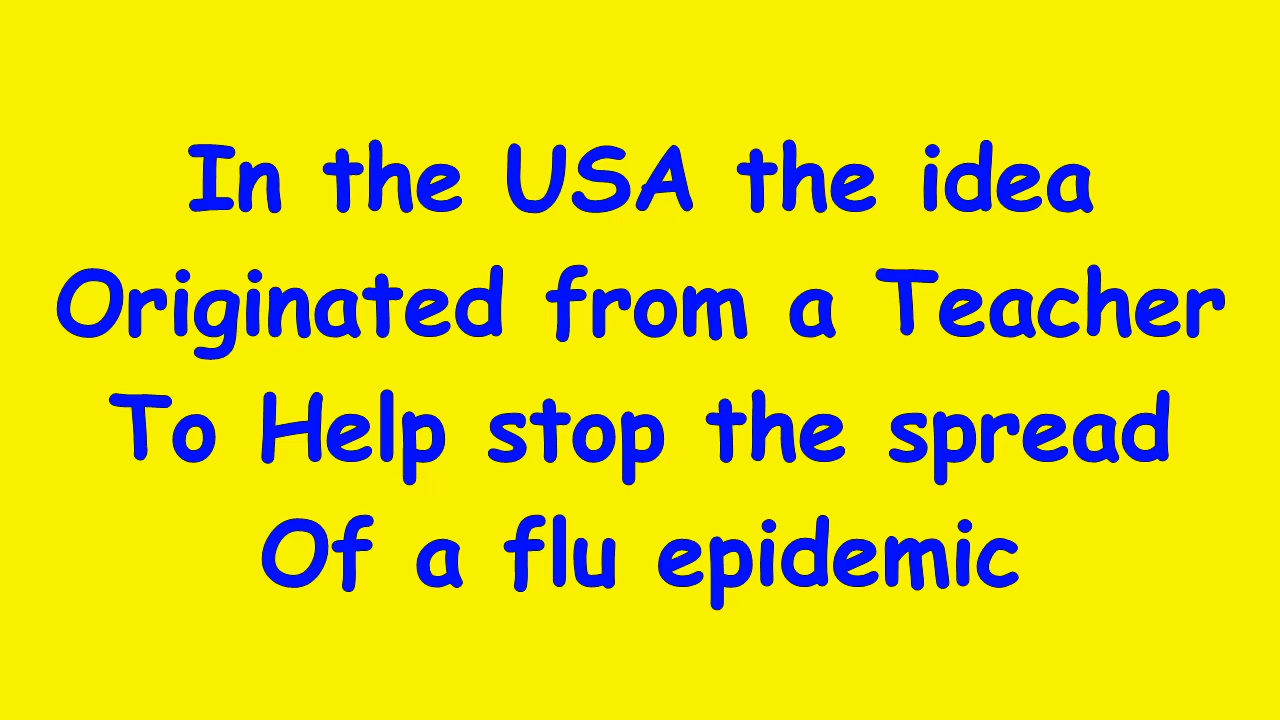 In the USA the idea
Originated from a Teacher
To Help stop the spread
Of a flu epidemic